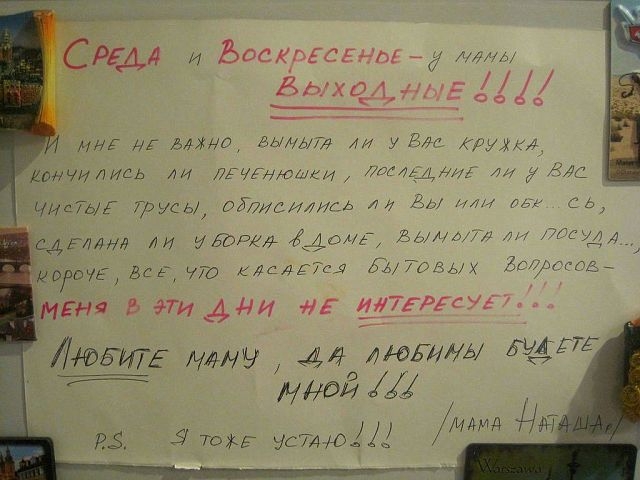 Среда и Воскресенье – у мамы
выходные!!!!
И мне не важно, вымыта ли у Вас кружка,
кончились ли печенюшки, последние ли у Вас
чистые трусы, обписились ли Вы или обк...сь,
сделана ли уборка в доме, вымыта ли посуда...,
короче, все, что касается бытовых вопросов –
меня в эти дни не интересует!!!
Любите маму, да любимы будете
мной!!!
/мама Наташа/
P.S. Я тоже устаю!!!
Warszawa